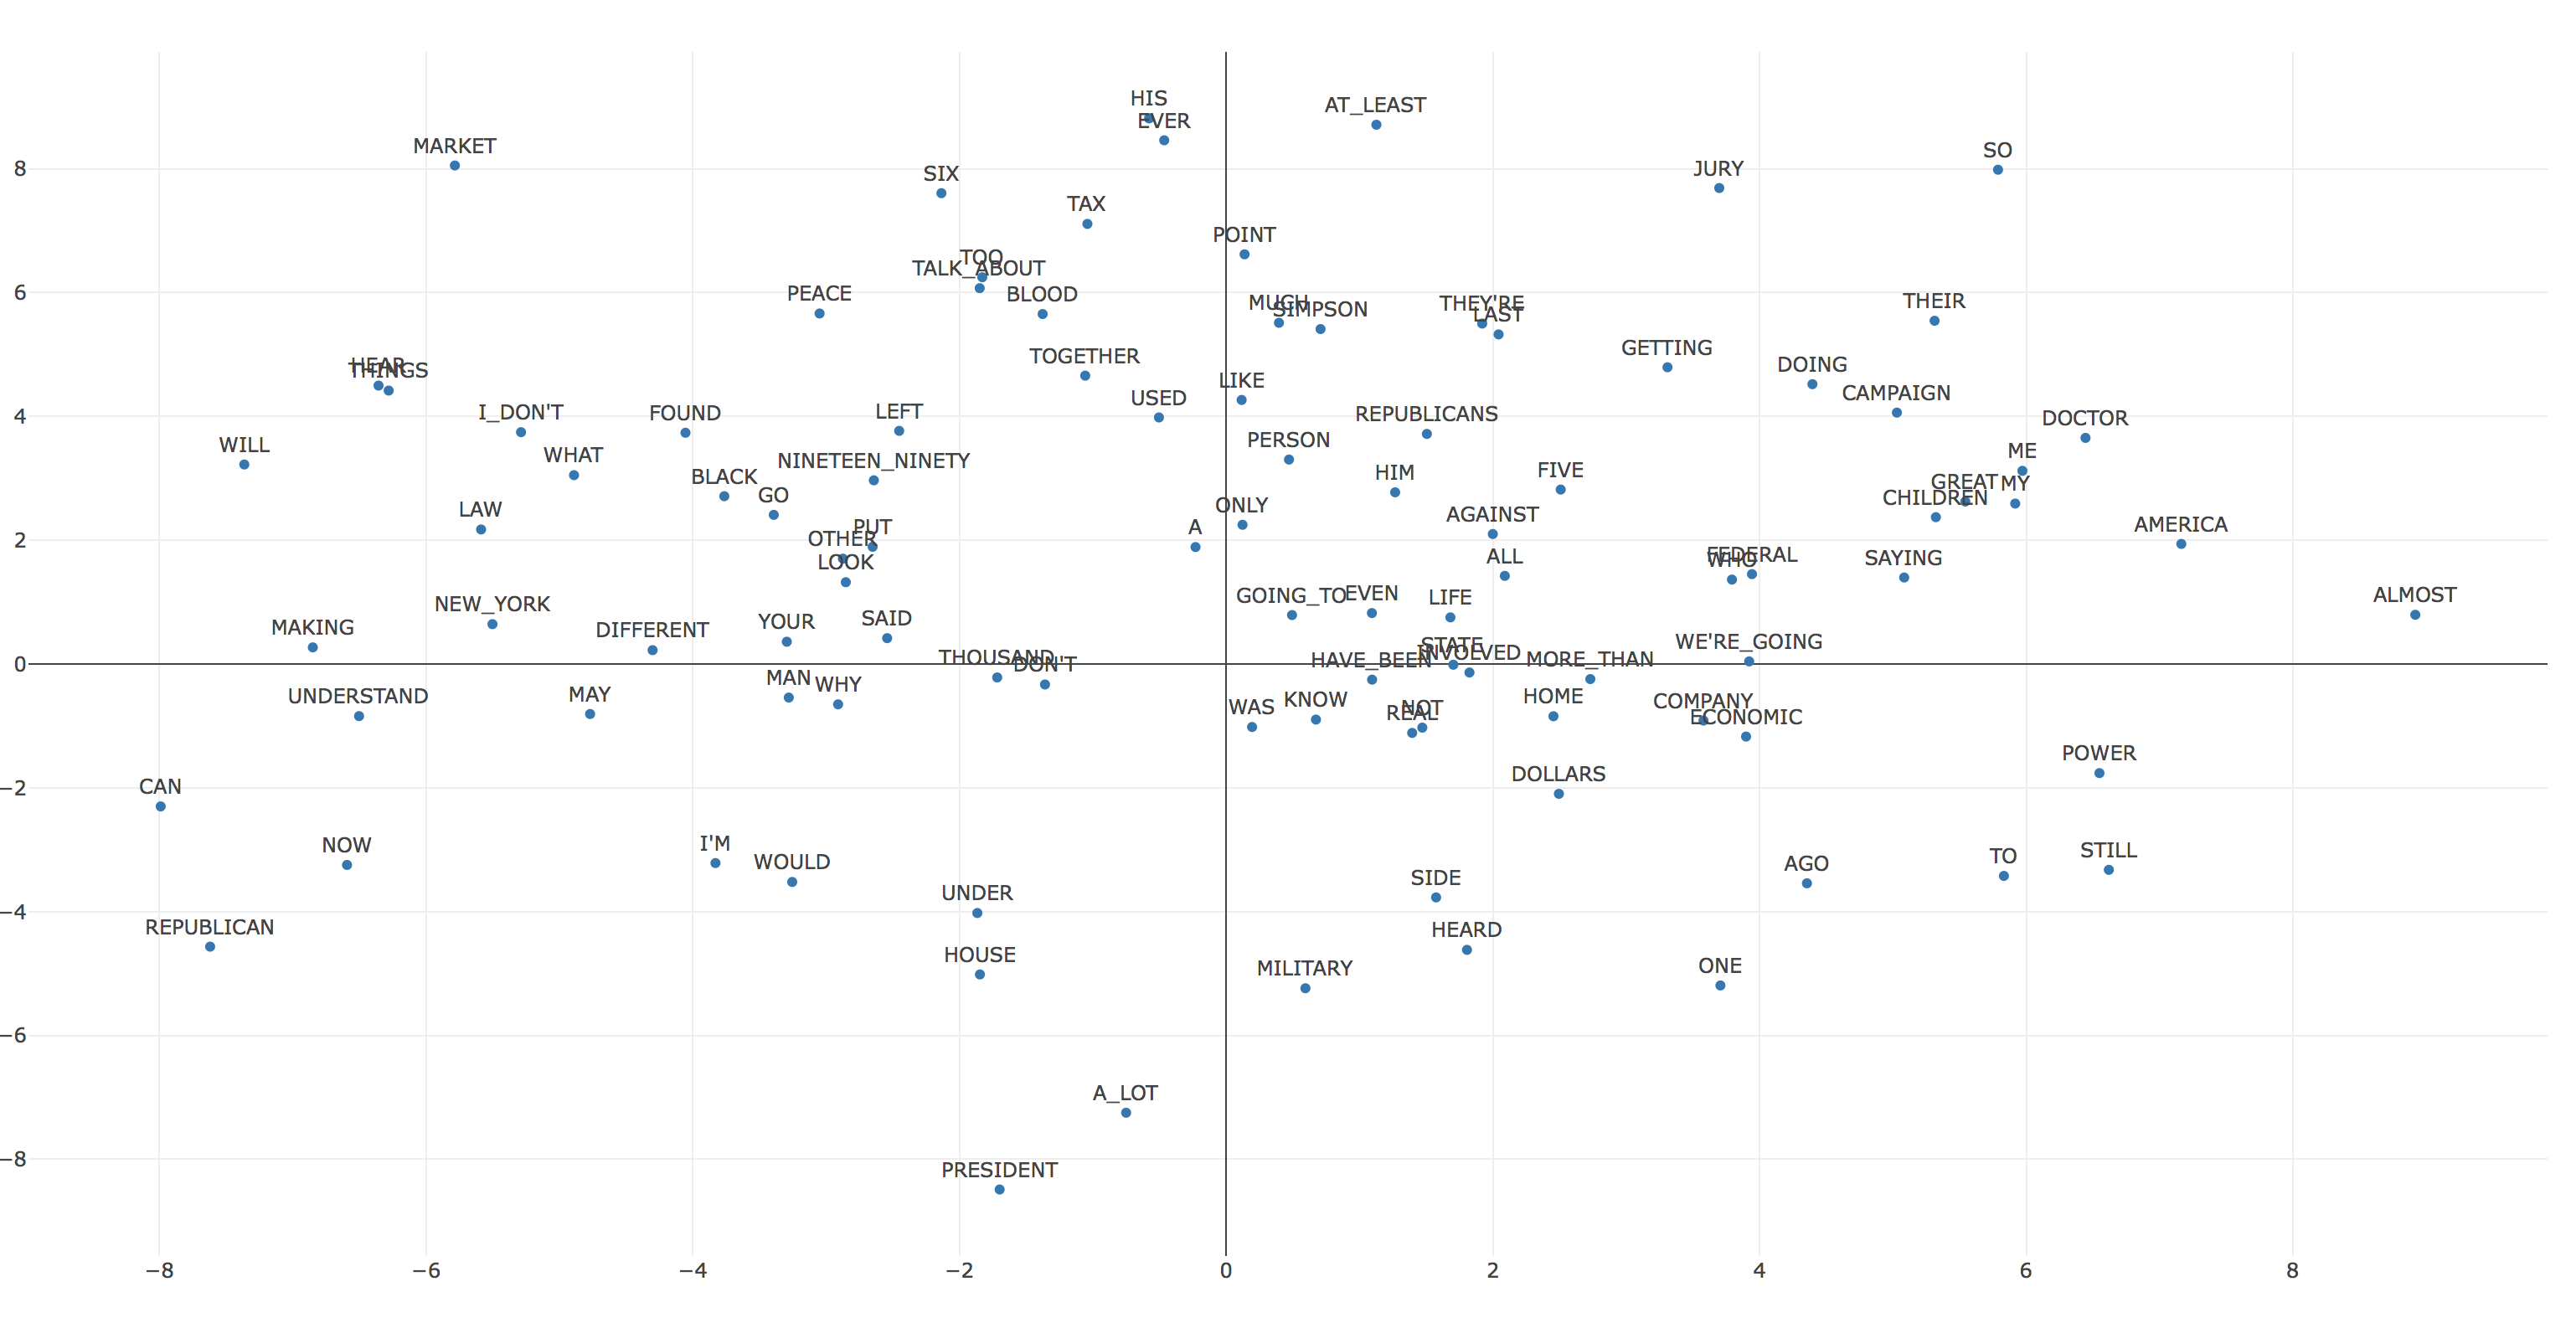 HIS
AT_LEAST
EVER
MARKET
SO
8
JURY
SIX
TAX
POINT
TOO
TALK_ABOUT
6
PEACE
BLOOD
THEIR
MUCH
THEY'RE
SIMPSON
LAST
GETTING
TOGETHER
DOING
HEAR
THINGS
LIKE
CAMPAIGN
USED
4
I_DON'T
FOUND
LEFT
REPUBLICANS
DOCTOR
WILL
PERSON
ME
WHAT
NINETEEN_NINETY
HIM
FIVE
BLACK
GREAT
MY
GO
CHILDREN
LAW
ONLY
AGAINST
PUT
A
AMERICA
2
OTHER
LOOK
ALL
FEDERAL
WHO
SAYING
NEW_YORK
GOING_TO
EVEN
LIFE
ALMOST
MAKING
DIFFERENT
YOUR
SAID
WE'RE_GOING
STATE
INVOLVED
0
THOUSAND
DON'T
HAVE_BEEN
MORE_THAN
MAN
WHY
UNDERSTAND
MAY
KNOW
HOME
WAS
NOT
REAL
COMPANY
ECONOMIC
POWER
DOLLARS
−2
CAN
NOW
I'M
WOULD
STILL
TO
AGO
SIDE
UNDER
−4
REPUBLICAN
HEARD
HOUSE
MILITARY
ONE
−6
A_LOT
−8
PRESIDENT
−8 −6 −4 −2 0 2 4 6 8